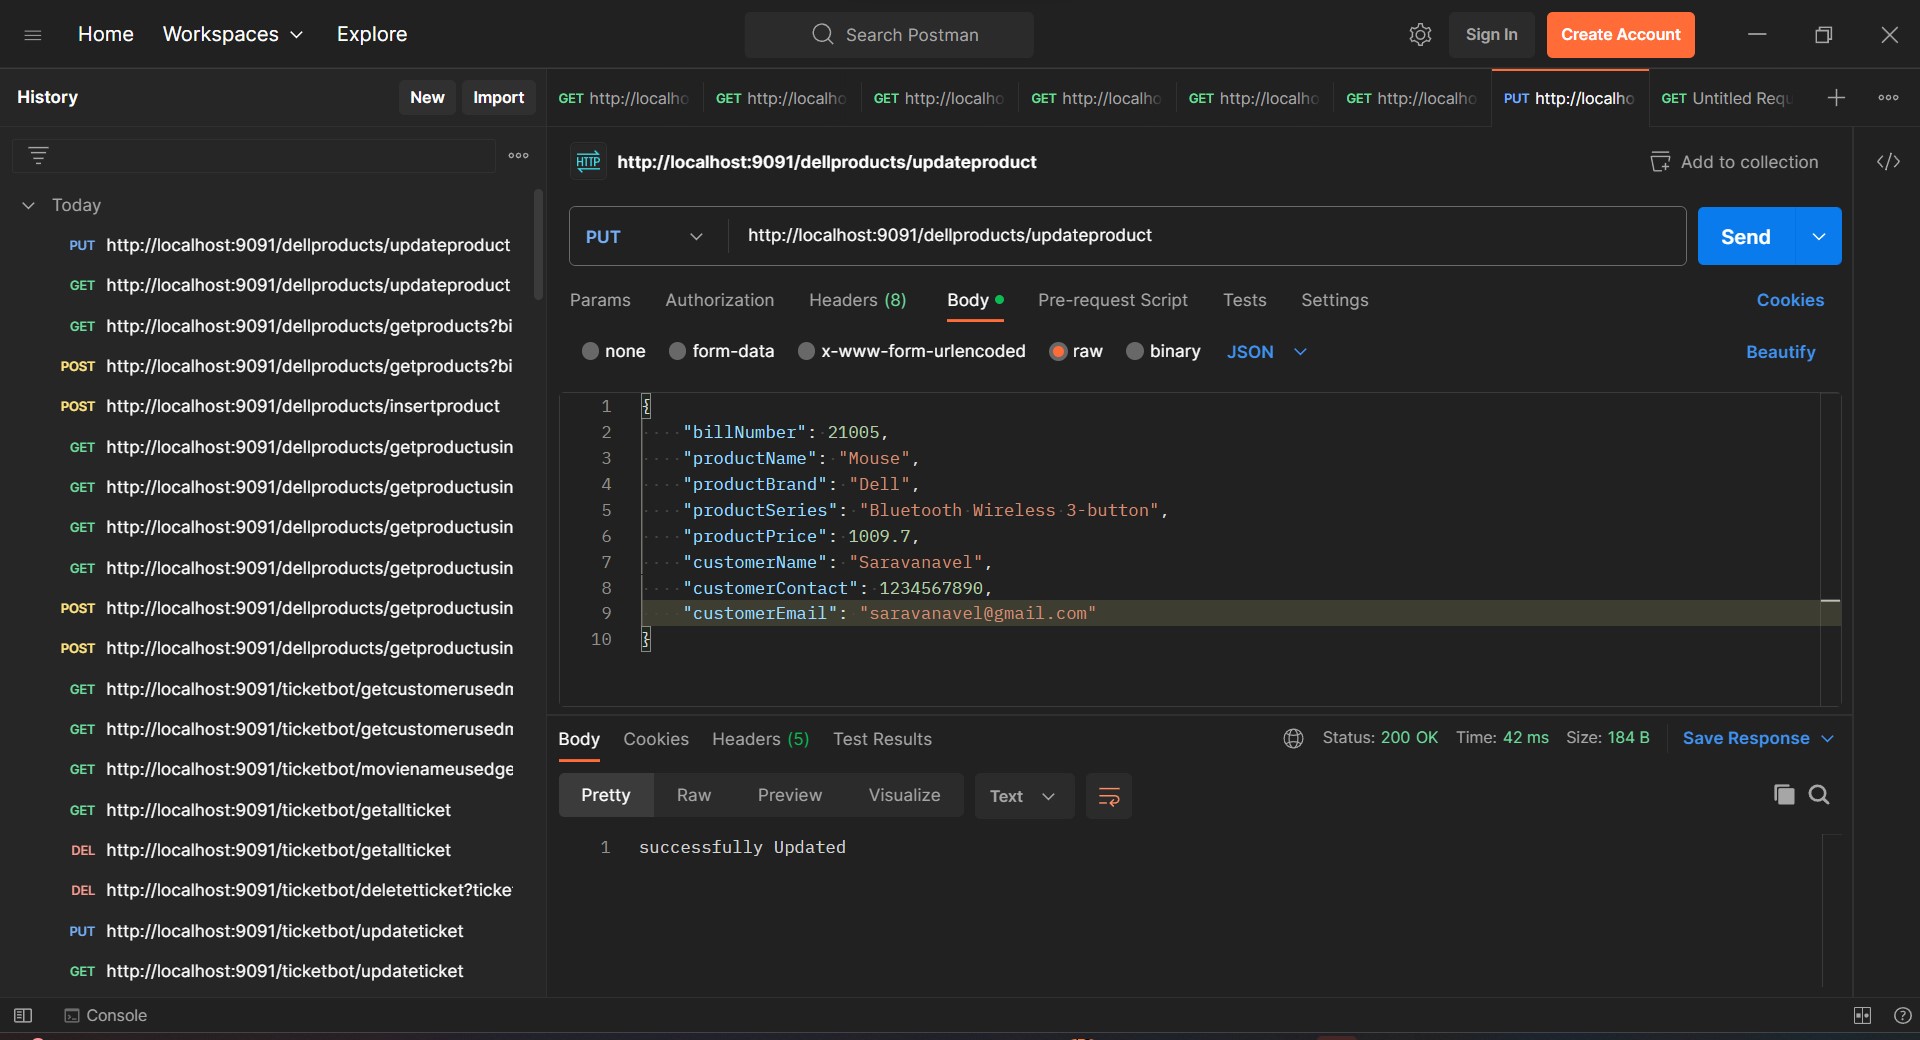 Home Workspaces Explore Search Postman Sign In Create Account
History New Import
GET http://localho GET http://localho GET http://localho GET http://localho GET http://localho GET http://localho PUT http://localho GET Untitled Requ
HTTP http://localhost:9091/dellproducts/updateproduct Add to collection
Today
PUT http://localhost:9091/dellproducts/updateproduct
GET http://localhost:9091/dellproducts/updateproduct
GET http://localhost:9091/dellproducts/getproducts?bi
POST http://localhost:9091/dellproducts/getproducts?bi
POST http://localhost:9091/dellproducts/insertproduct
GET http://localhost:9091/dellproducts/getproductusin
GET http://localhost:9091/dellproducts/getproductusin
GET http://localhost:9091/dellproducts/getproductusin
GET http://localhost:9091/dellproducts/getproductusin
POST http://localhost:9091/dellproducts/getproductusin
POST http://localhost:9091/dellproducts/getproductusin
GET http://localhost:9091/ticketbot/getcustomerusedm
GET http://localhost:9091/ticketbot/getcustomerusedm
GET http://localhost:9091/ticketbot/movienameusedge
GET http://localhost:9091/ticketbot/getallticket
DEL http://localhost:9091/ticketbot/getallticket
DEL http://localhost:9091/ticketbot/deletetticket?ticke
PUT http://localhost:9091/ticketbot/updateticket
GET http://localhost:9091/ticketbot/updateticket
PUT http://localhost:9091/dellproducts/updateproduct Send
Params Authorization Headers (8) Body Pre-request Script Tests Settings Cookies
none form-data x-www-form-urlencoded raw binary JSON Beautify
1 {
2 "billNumber": 21005,
3 "productName": "Mouse",
4 "productBrand": "Dell",
5 "productSeries": "Bluetooth Wireless 3-button",
6 "productPrice": 1009.7,
7 "customerName": "Saravanavel",
8 "customerContact": 1234567890,
9 "customerEmail": "saravanavel@gmail.com"
10 }
Body Cookies Headers (5) Test Results Status: 200 OK Time: 42 ms Size: 184 B Save Response
Pretty Raw Preview Visualize Text
1 successfully Updated
Console